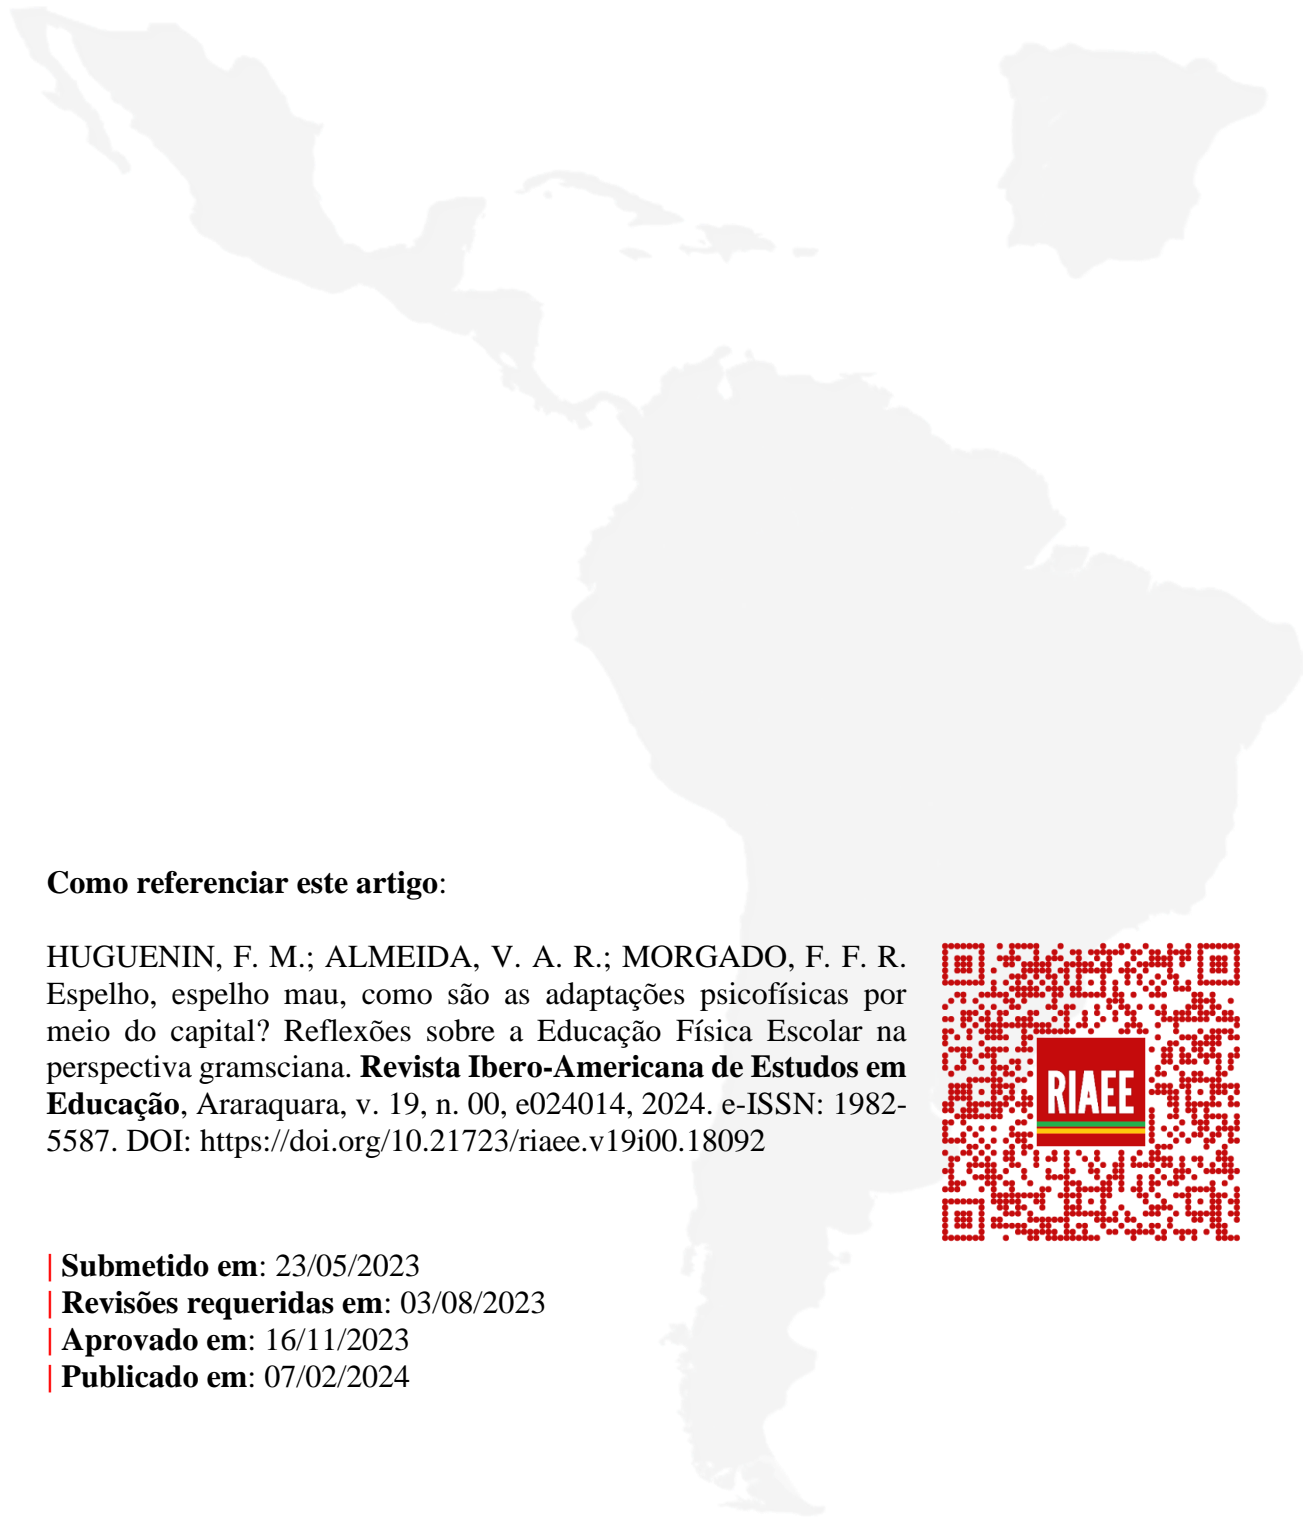 Como referenciar este artigo:
HUGUENIN, F. M.; ALMEIDA, V. A. R.; MORGADO, F. F. R.
Espelho, espelho mau, como são as adaptações psicofísicas por
meio do capital? Reflexões sobre a Educação Física Escolar na
perspectiva gramsciana. Revista Ibero-Americana de Estudos em
Educação, Araraquara, v. 19, n. 00, e024014, 2024. e-ISSN: 1982-
5587. DOI: https://doi.org/10.21723/riaee.v19i00.18092
RIAEE
| Submetido em: 23/05/2023
| Revisões requeridas em: 03/08/2023
| Aprovado em: 16/11/2023
| Publicado em: 07/02/2024